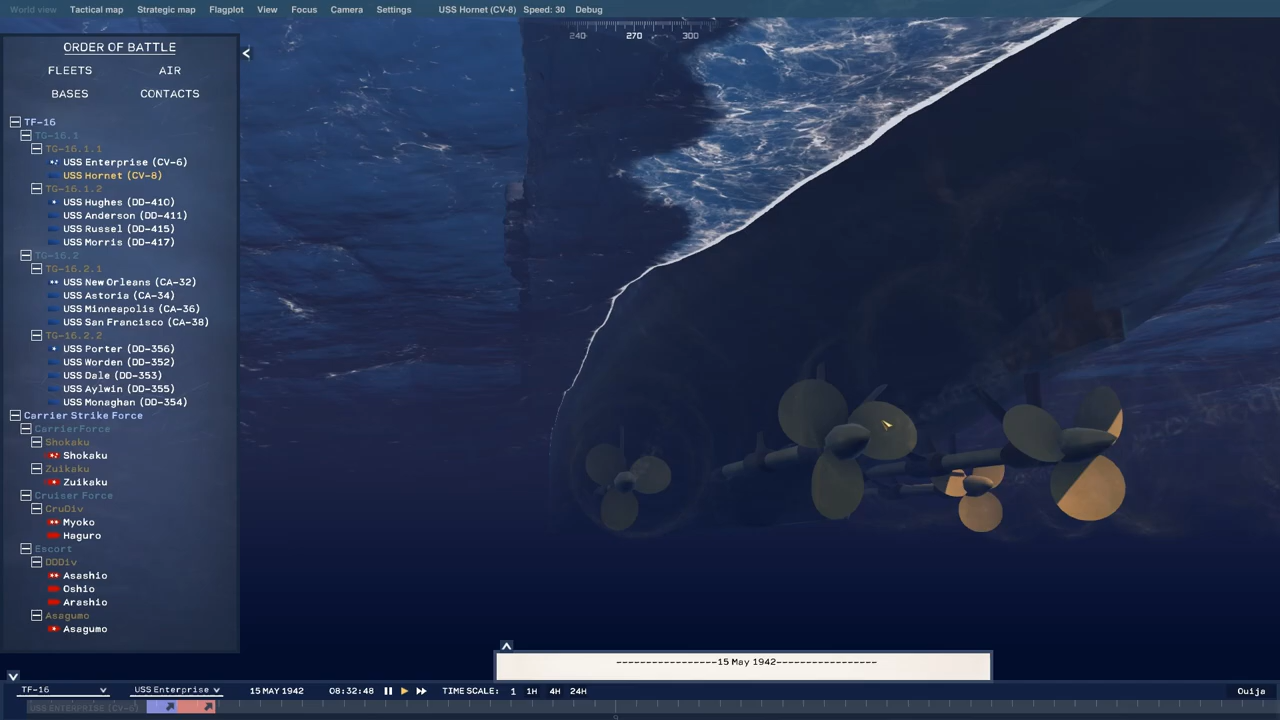 World view Tactical map Strategic map Flagplot View Focus Camera Settings USS Hornet (CV-8) Speed: 30 Debug
240 270 300
ORDER OF BATTLE
FLEETS AIR
BASES CONTACTS
TF-16
TG-16.1
TG-16.1.1
USS Enterprise (CV-6)
USS Hornet (CV-8)
TG-16.1.2
USS Hughes (DD-410)
USS Anderson (DD-411)
USS Russel (DD-415)
USS Morris (DD-417)
TG-16.2
TG-16.2.1
USS New Orleans (CA-32)
USS Astoria (CA-34)
USS Minneapolis (CA-36)
USS San Francisco (CA-38)
TG-16.2.2
USS Porter (DD-356)
USS Worden (DD-352)
USS Dale (DD-353)
USS Aylwin (DD-355)
USS Monaghan (DD-354)
Carrier Strike Force
CarrierForce
Shokaku
Shokaku
Zuikaku
Zuikaku
Cruiser Force
CruDiv
Myoko
Haguro
Escort
DDDiv
Asashio
Oshio
Arashio
Asagumo
Asagumo
-----------------15 May 1942-----------------
TF-16 USS Enterprise 15 MAY 1942 08:32:48 TIME SCALE: 1 1H 4H 24H Ouija
USS ENTERPRISE (CV-6)
9